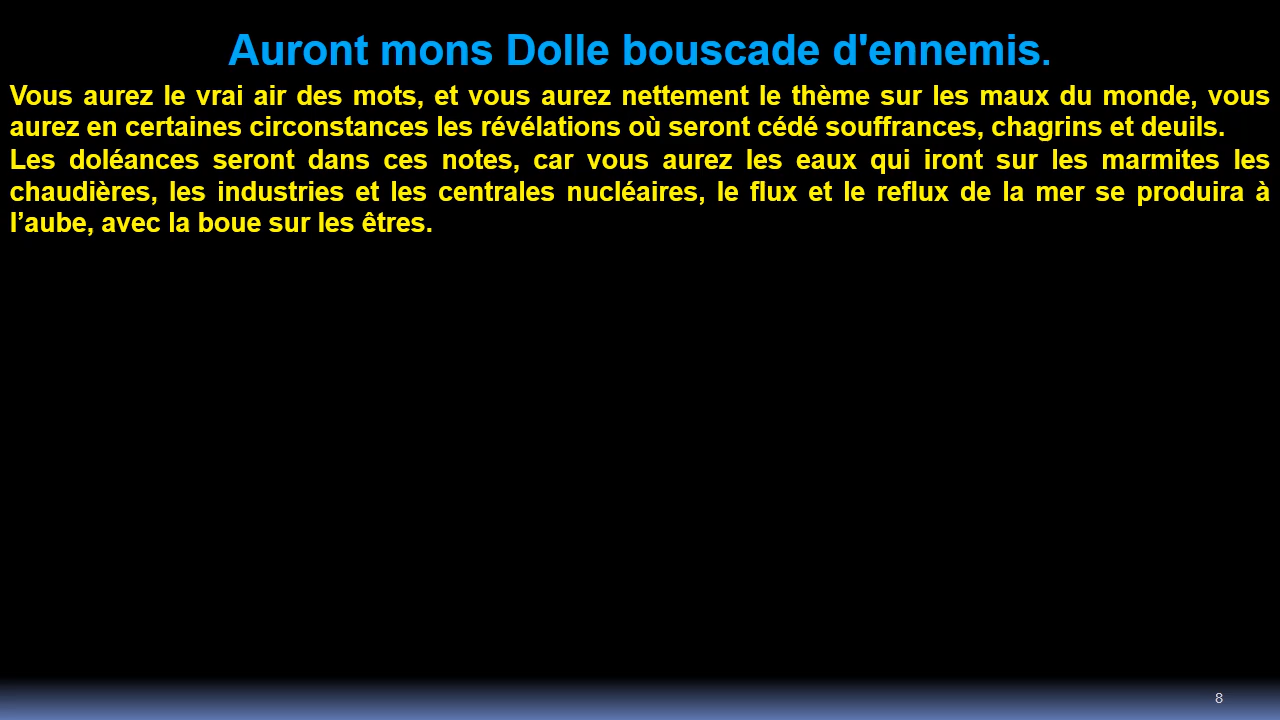 Auront mons Dolle bouscade d'ennemis.
Vous aurez le vrai air des mots, et vous aurez nettement le thème sur les maux du monde, vous
aurez en certaines circonstances les révélations où seront cédé souffrances, chagrins et deuils.
Les doléances seront dans ces notes, car vous aurez les eaux qui iront sur les marmites les
chaudières, les industries et les centrales nucléaires, le flux et le reflux de la mer se produira à
l’aube, avec la boue sur les êtres.
8